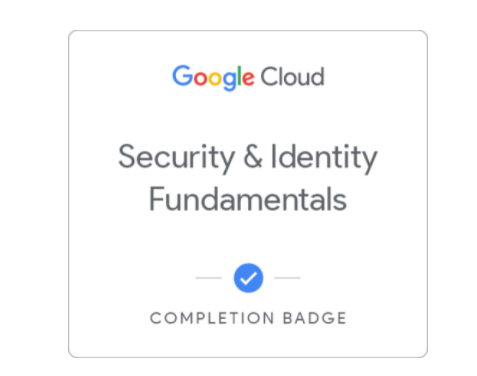 Google Cloud
Security & Identity
Fundamentals
COMPLETION BADGE